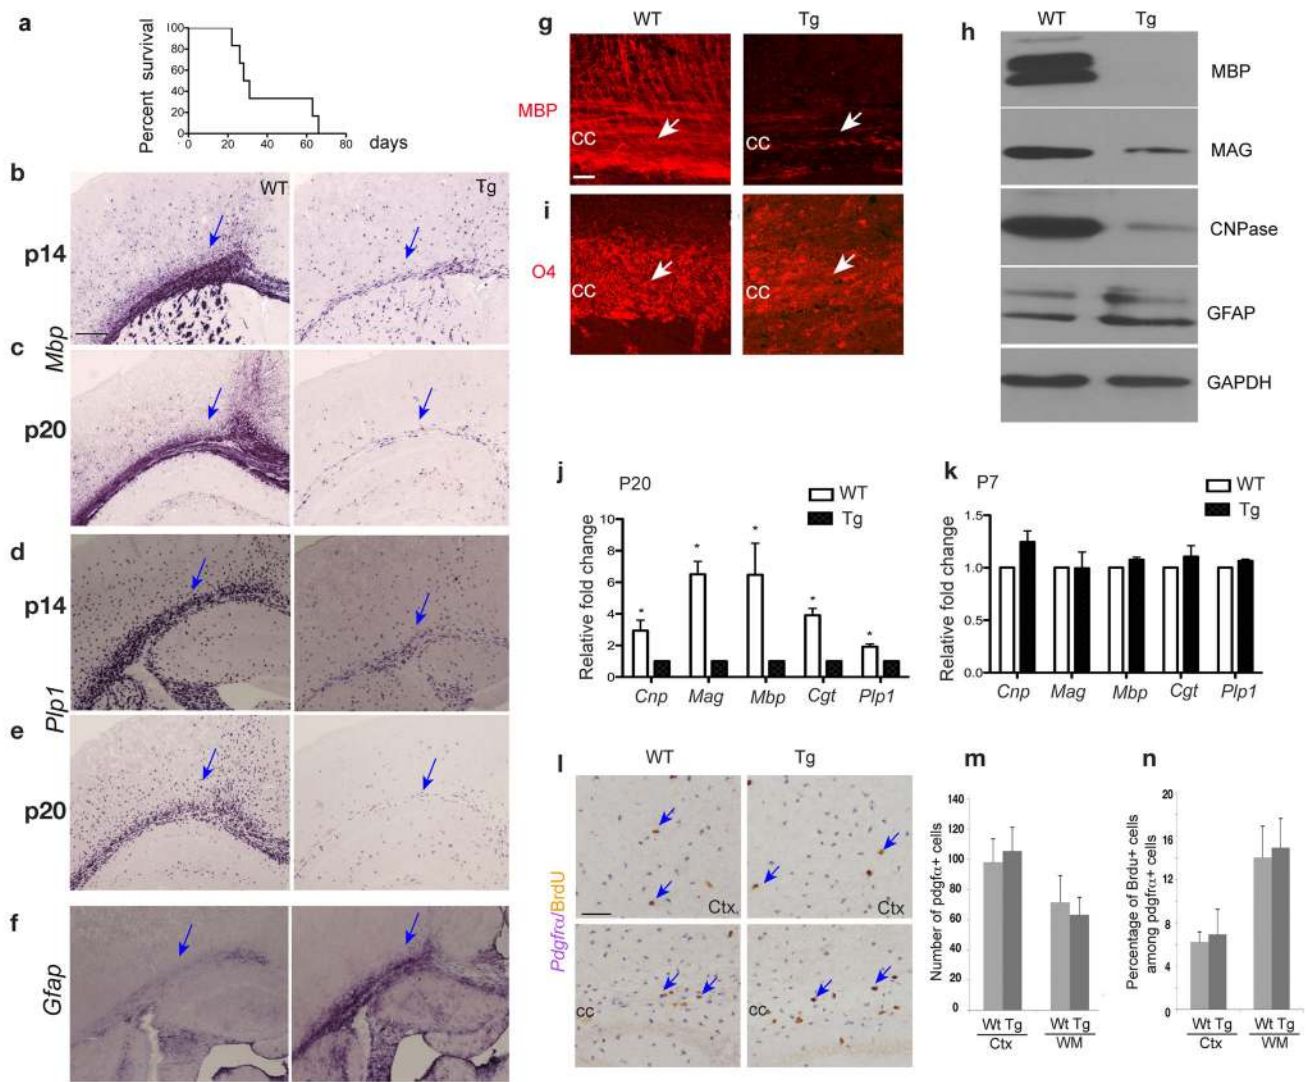 a
Percent survival
100
80
60
40
20
0
0 20 40 60 80 days
b
WT Tg
p14
Mbp
c
p20
d
p14
Plp1
e
p20
f
Gfap
WT Tg
g
MBP
CC
i
O4
CC
WT Tg
h
MBP
MAG
CNPase
GFAP
GAPDH
j
P20
WT
Tg
Relative fold change
10
8
6
4
2
0
* * * * *
Cnp Mag Mbp Cgt Plp1
k
P7
WT
Tg
Relative fold change
1.5
1.0
0.5
0.0
Cnp Mag Mbp Cgt Plp1
l
WT Tg
Pdgfrα/BrdU
Ctx Ctx
CC CC
m
Number of pdgfα+ cells
140
120
100
80
60
40
20
0
Wt Tg Wt Tg
Ctx WM
n
Percentage of Brdu+ cells
among pdgfrα+ cells
20
16
12
8
4
0
Wt Tg Wt Tg
Ctx WM